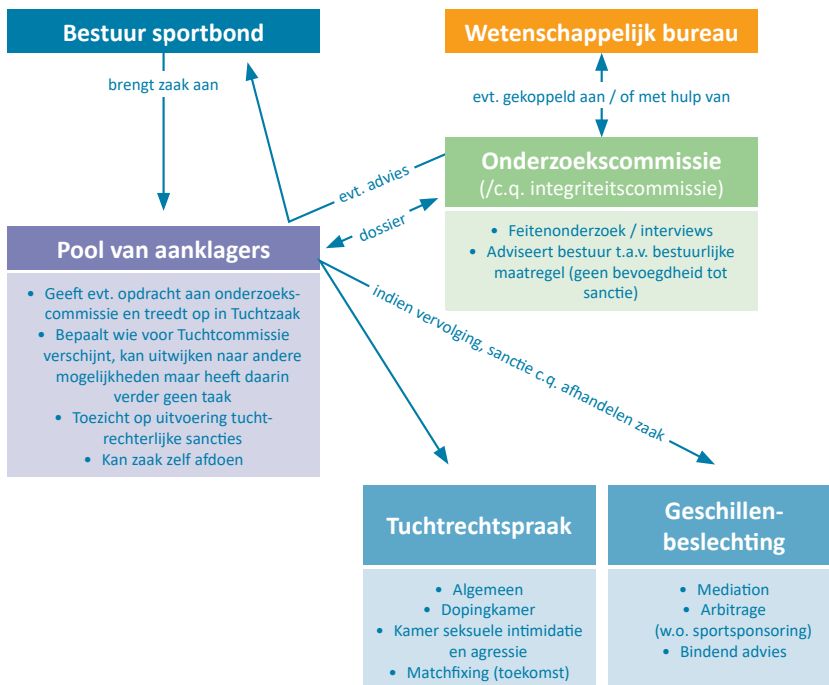 Bestuur sportbond
Wetenschappelijk bureau
brengt zaak aan
evt. gekoppeld aan / of met hulp van
Onderzoekscommissie
(/c.q. integriteitscommissie)
evt. advies
dossier
• Feitenonderzoek / interviews
• Adviseert bestuur t.a.v. bestuurlijke
maatregel (geen bevoegdheid tot
sanctie)
Pool van aanklagers
• Geeft evt. opdracht aan onderzoeks-
commissie en treedt op in Tuchtzaak
• Bepaalt wie voor Tuchtcommissie
verschijnt, kan uitwijken naar andere
mogelijkheden maar heeft daarin
verder geen taak
• Toezicht op uitvoering tucht-
rechterlijke sancties
• Kan zaak zelf afdoen
indien vervolging, sanctie c.q. afhandelen zaak
Tuchtrechtspraak
• Algemeen
• Dopingkamer
• Kamer seksuele intimidatie
en agressie
• Matchfixing (toekomst)
Geschillen-
beslechting
• Mediation
• Arbitrage
(w.o. sportsponsoring)
• Bindend advies